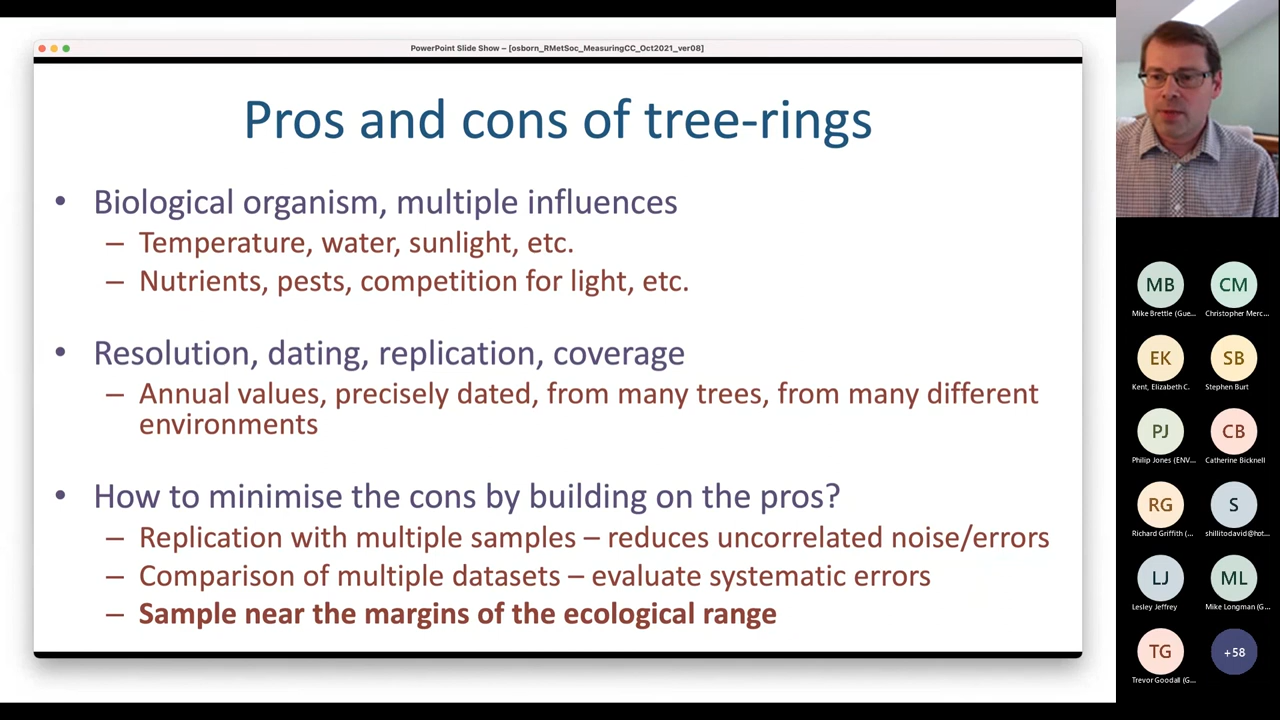 PowerPoint Slide Show – [osborn_RMetSoc_MeasuringCC_Oct2021_ver08]
Pros and cons of tree-rings
• Biological organism, multiple influences
– Temperature, water, sunlight, etc.
– Nutrients, pests, competition for light, etc.
• Resolution, dating, replication, coverage
– Annual values, precisely dated, from many trees, from many different
environments
• How to minimise the cons by building on the pros?
– Replication with multiple samples – reduces uncorrelated noise/errors
– Comparison of multiple datasets – evaluate systematic errors
– Sample near the margins of the ecological range
MB
Mike Brettle (Gue...
CM
Christopher Merc...
EK
Kent, Elizabeth C.
SB
Stephen Burt
PJ
Philip Jones (ENV...
CB
Catherine Bicknell
RG
Richard Griffith (...
S
shillitodavid@hot...
LJ
Lesley Jeffrey
ML
Mike Longman (G...
TG
Trevor Goodall (G...
+58